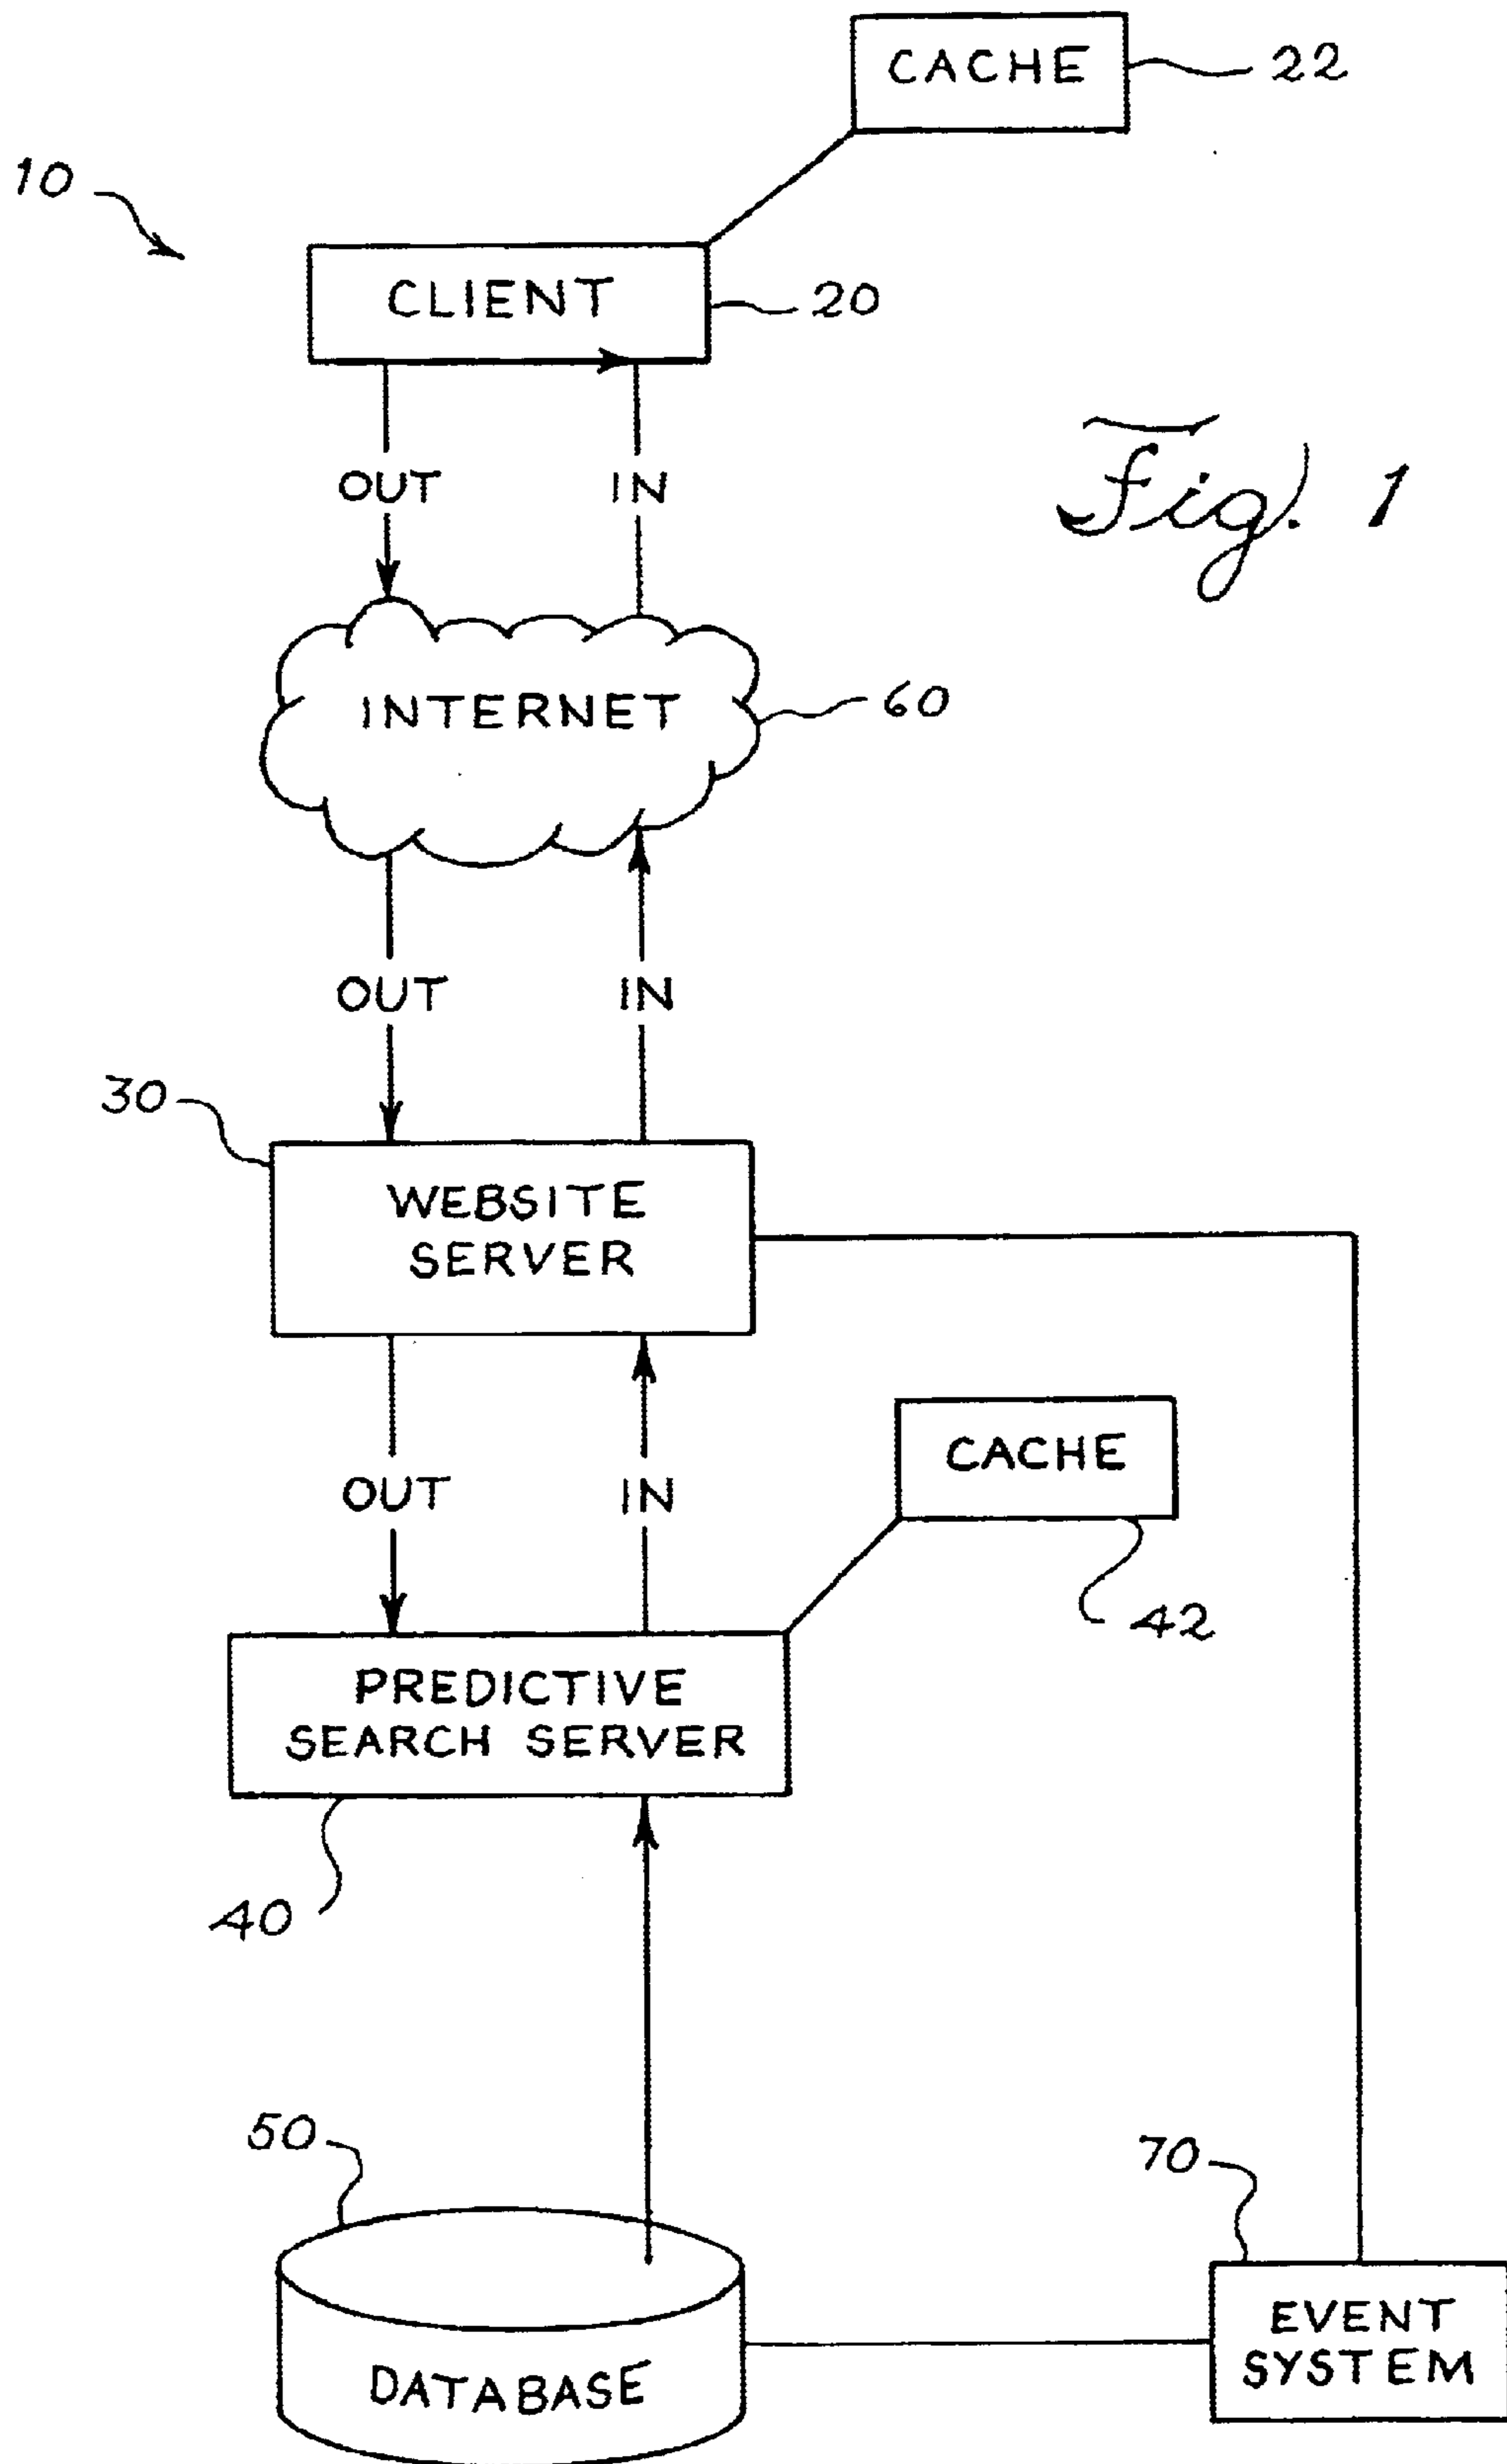 CACHE 22
10
CLIENT 20
OUT IN
Fig. 1
INTERNET 60
OUT IN
30
WEBSITE
SERVER
CACHE
OUT IN
42
PREDICTIVE
SEARCH SERVER
40
50
70
EVENT
SYSTEM
DATABASE